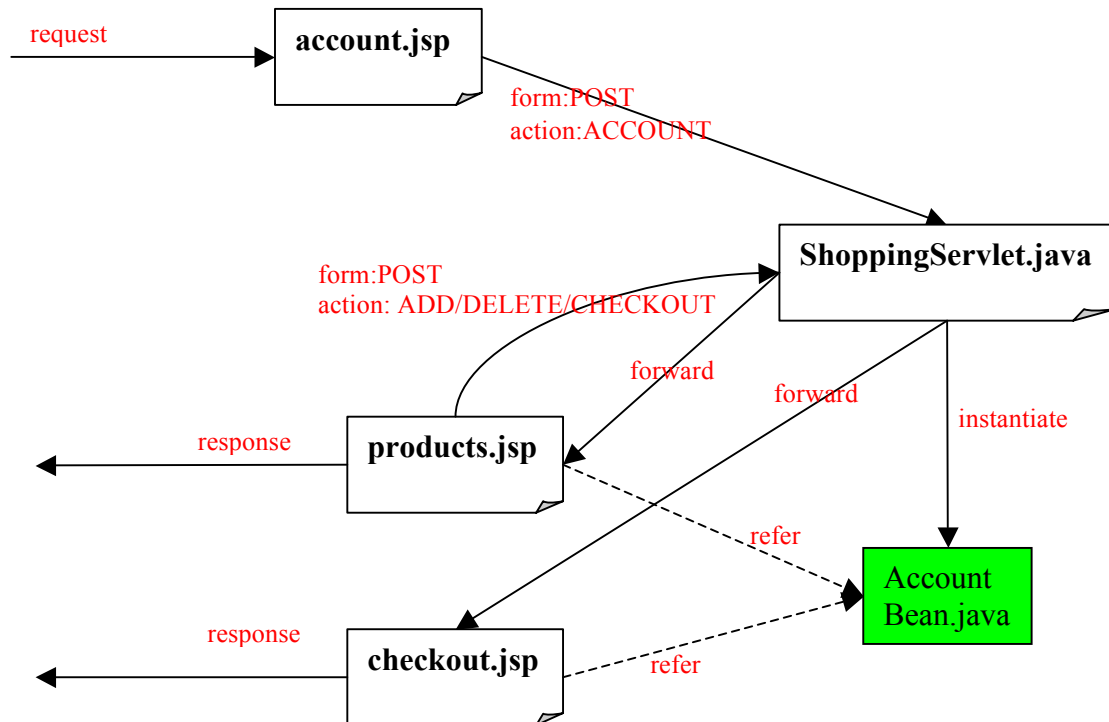 request
account.jsp
form:POST
action:ACCOUNT
ShoppingServlet.java
form:POST
action: ADD/DELETE/CHECKOUT
forward
forward
instantiate
response
products.jsp
refer
Account
Bean.java
response
checkout.jsp
refer